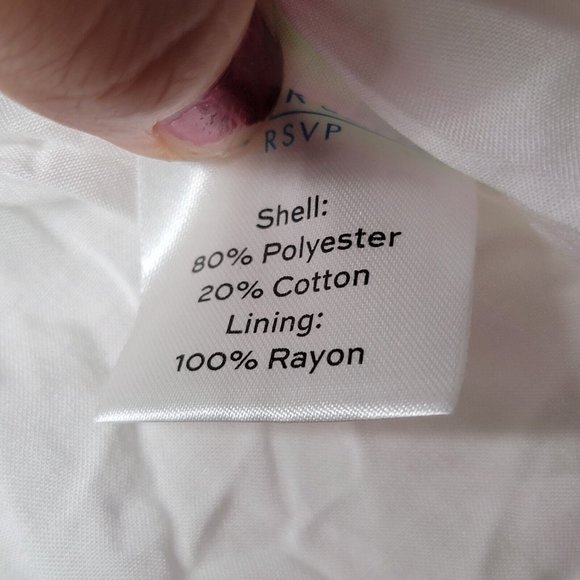 RSVP
Shell:
80% Polyester
20% Cotton
Lining:
100% Rayon